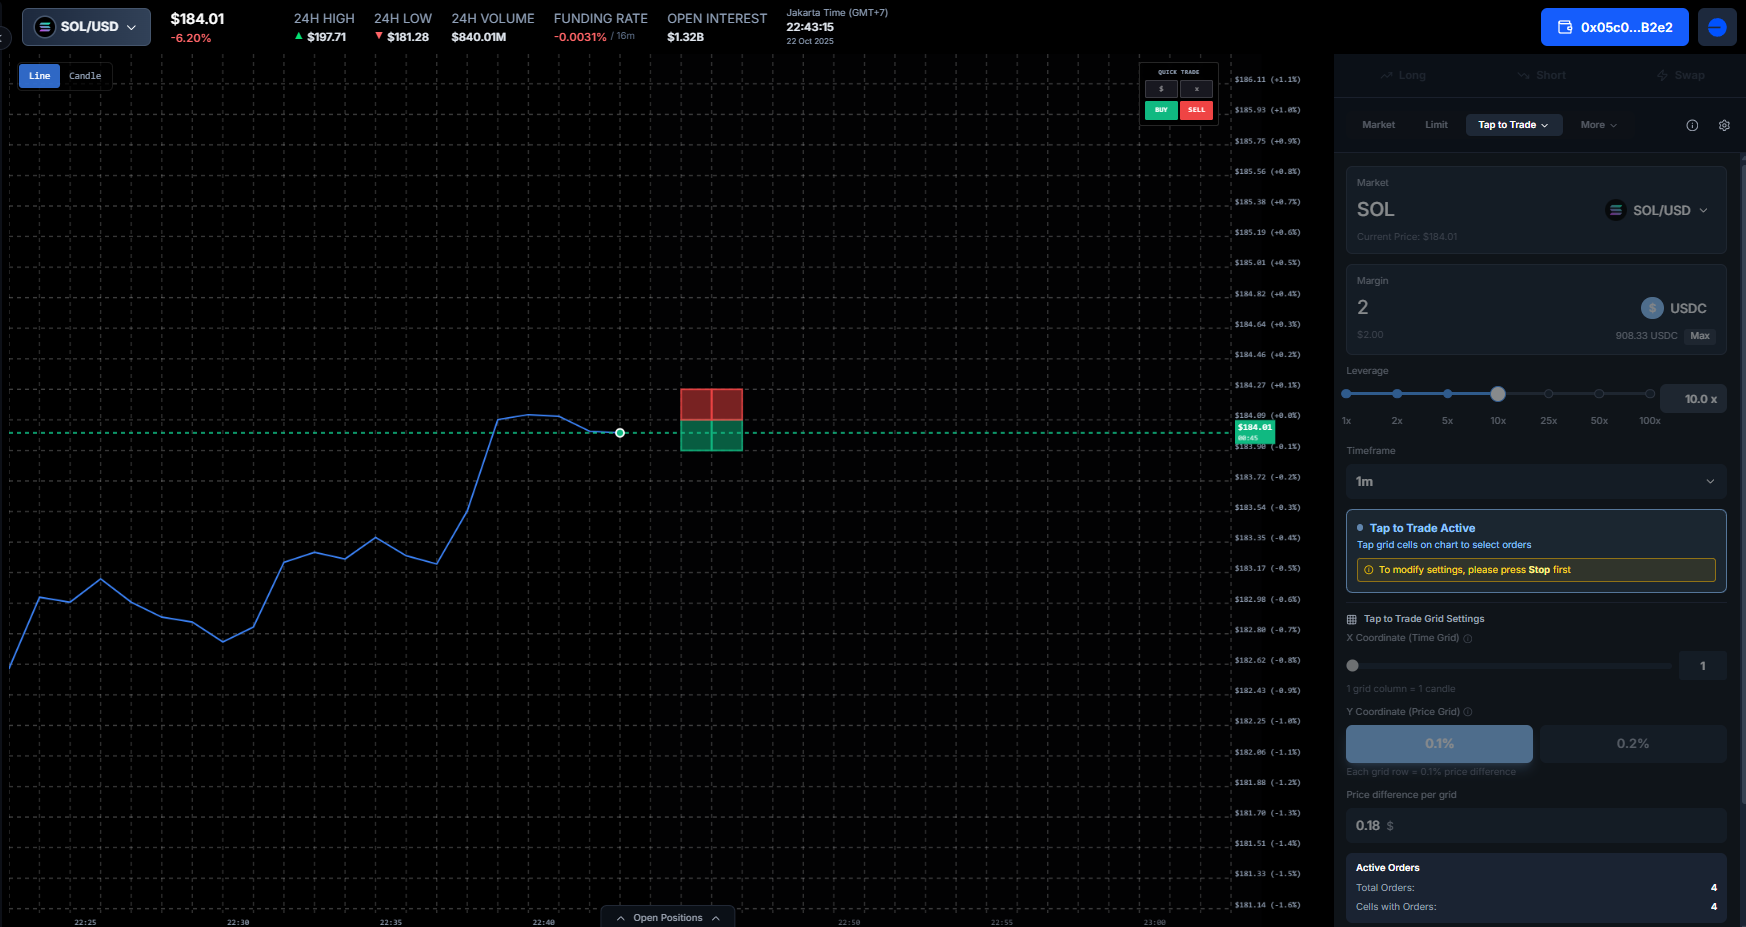 SOL/USD
$184.01
-6.20%
24H HIGH
$197.71
24H LOW
$181.28
24H VOLUME
$840.01M
FUNDING RATE
-0.0031% / 16m
OPEN INTEREST
$1.32B
Jakarta Time (GMT+7)
22:43:15
22 Oct 2025
0x05c0...B2e2
Line
Candle
QUICK TRADE
$
x
BUY
SELL
$186.11 (+1.1%)
$185.93 (+1.0%)
$185.75 (+0.9%)
$185.56 (+0.8%)
$185.38 (+0.7%)
$185.19 (+0.6%)
$185.01 (+0.5%)
$184.82 (+0.4%)
$184.64 (+0.3%)
$184.46 (+0.2%)
$184.27 (+0.1%)
$184.09 (+0.0%)
$184.01
00:45
$183.90 (-0.1%)
$183.72 (-0.2%)
$183.54 (-0.3%)
$183.35 (-0.4%)
$183.17 (-0.5%)
$182.98 (-0.6%)
$182.80 (-0.7%)
$182.62 (-0.8%)
$182.43 (-0.9%)
$182.25 (-1.0%)
$182.06 (-1.1%)
$181.88 (-1.2%)
$181.70 (-1.3%)
$181.51 (-1.4%)
$181.33 (-1.5%)
$181.14 (-1.6%)
22:25
22:30
22:35
22:40
22:50
22:55
23:00
Open Positions
Long
Short
Swap
Market
Limit
Tap to Trade
More
Market
SOL
SOL/USD
Current Price: $184.01
Margin
2
USDC
$2.00
908.33 USDC
Max
Leverage
10.0 x
1x
2x
5x
10x
25x
50x
100x
Timeframe
1m
Tap to Trade Active
Tap grid cells on chart to select orders
To modify settings, please press Stop first
Tap to Trade Grid Settings
X Coordinate (Time Grid)
1
1 grid column = 1 candle
Y Coordinate (Price Grid)
0.1%
0.2%
Each grid row = 0.1% price difference
Price difference per grid
0.18 $
Active Orders
Total Orders: 4
Cells with Orders: 4